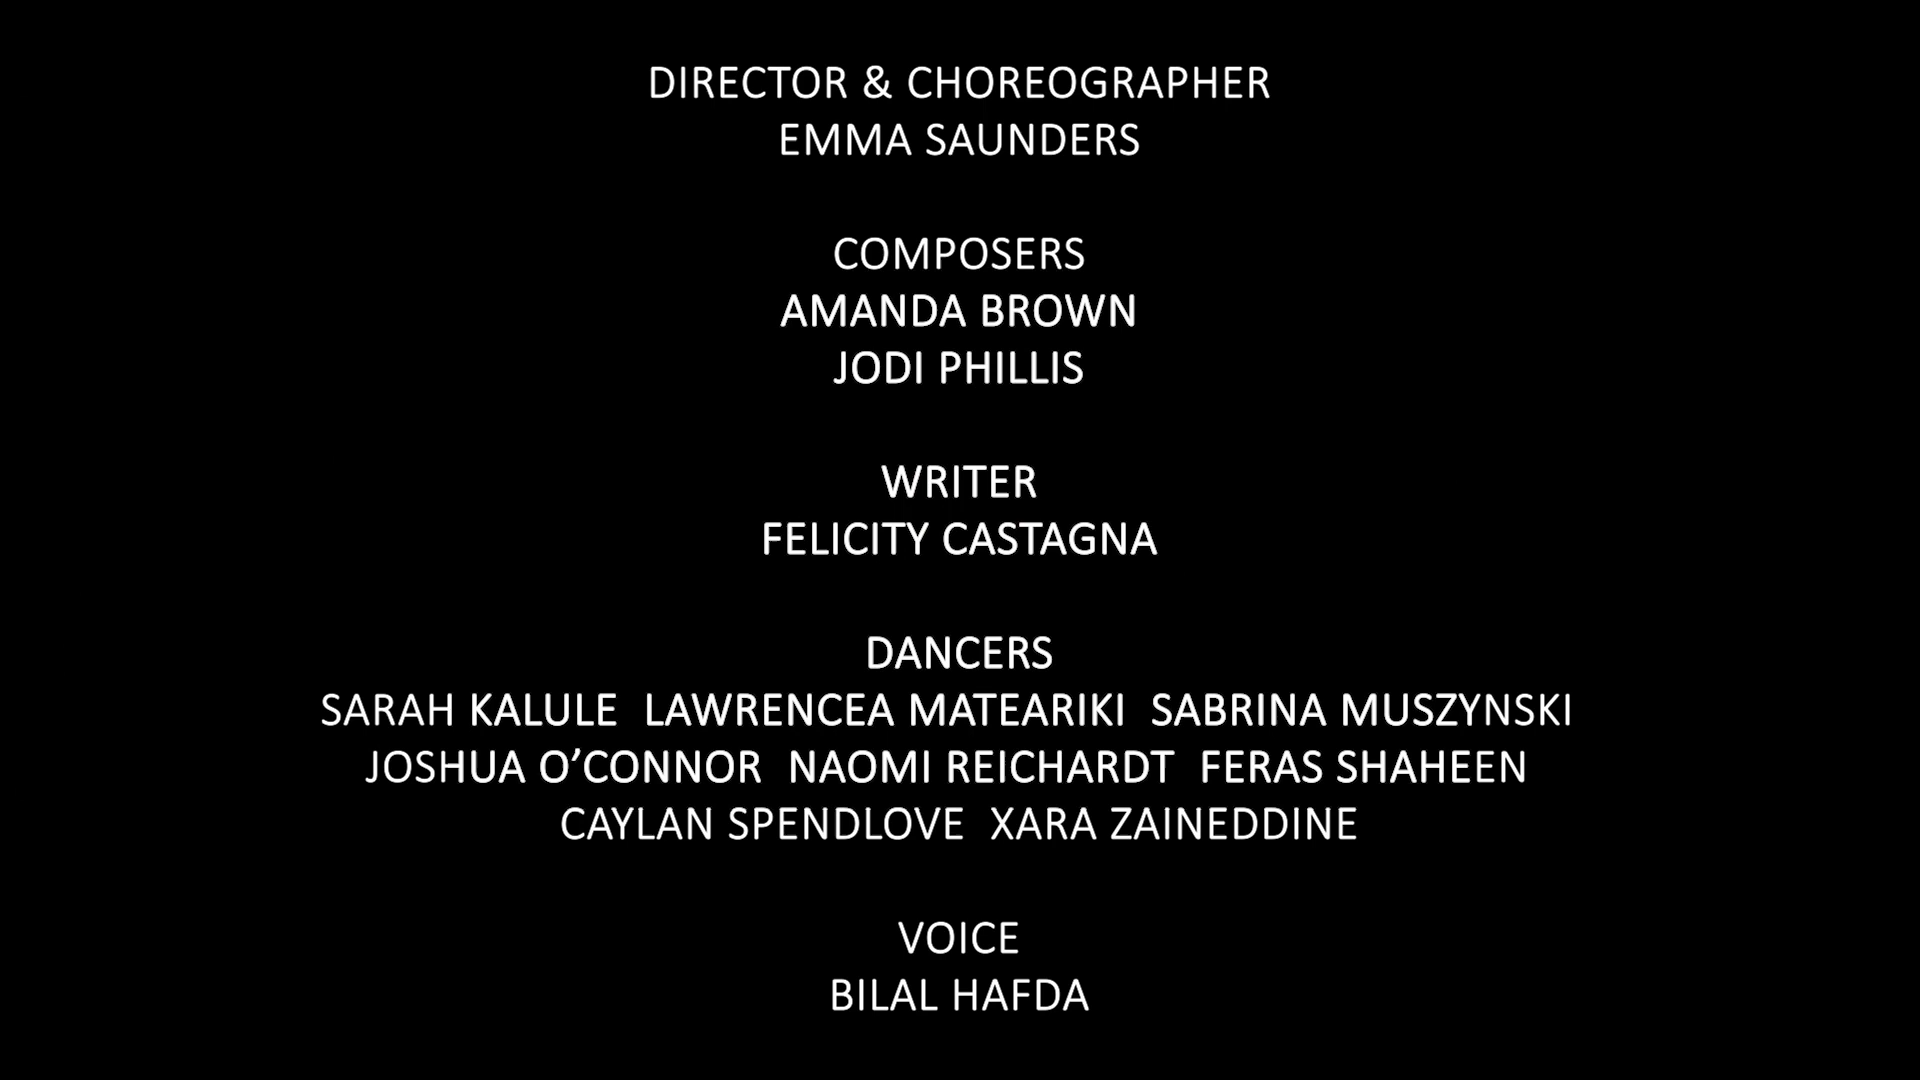 DIRECTOR & CHOREOGRAPHER
EMMA SAUNDERS
COMPOSERS
AMANDA BROWN
JODI PHILLIS
WRITER
FELICITY CASTAGNA
DANCERS
SARAH KALULE  LAWRENCEA MATEARIKI  SABRINA MUSZYNSKI
JOSHUA O’CONNOR  NAOMI REICHARDT  FERAS SHAHEEN
CAYLAN SPENDLOVE  XARA ZAINEDDINE
VOICE
BILAL HAFDA